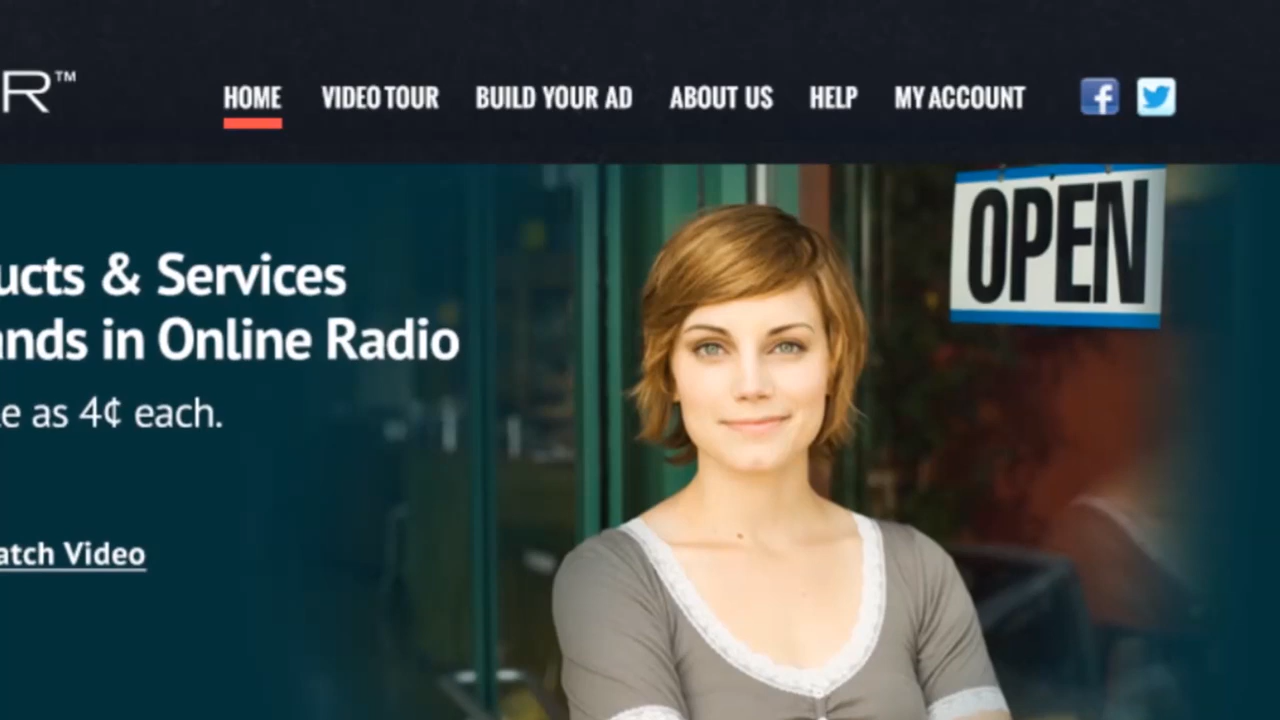 R™
HOME VIDEO TOUR BUILD YOUR AD ABOUT US HELP MY ACCOUNT
OPEN
ucts & Services
ands in Online Radio
le as 4¢ each.
atch Video